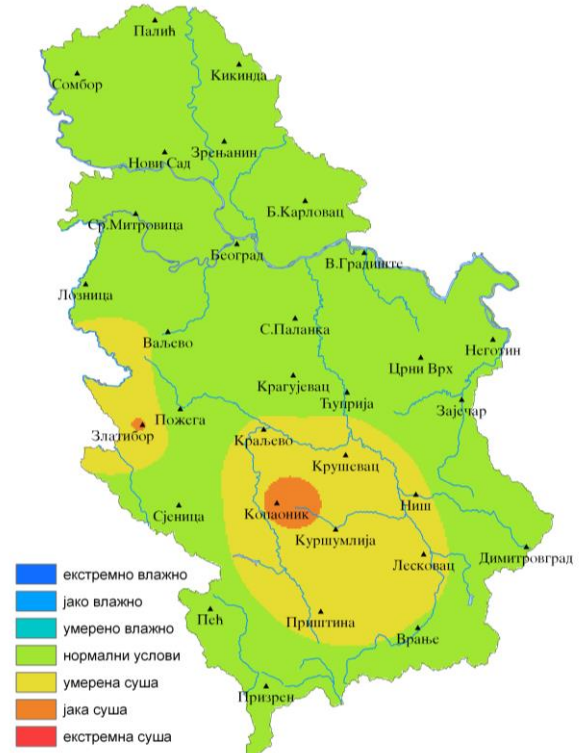 Палић
Кикинда
Сомбор
Зрењанин
Нови Сад
Б.Карловац
Ср.Митровица
Београд
В.Градиште
Лозница
С.Паланка
Ваљево
Неготин
Црни Врх
Крагујевац
Ћуприја
Зајечар
Пожега
Златибор
Краљево
Крушевац
Ниш
Копаоник
Сјеница
Куршумлија
Лесковац
Димитровград
Пећ
Приштина
Врање
Призрен
екстремно влажно
јако влажно
умерено влажно
нормални услови
умерена суша
јака суша
екстремна суша